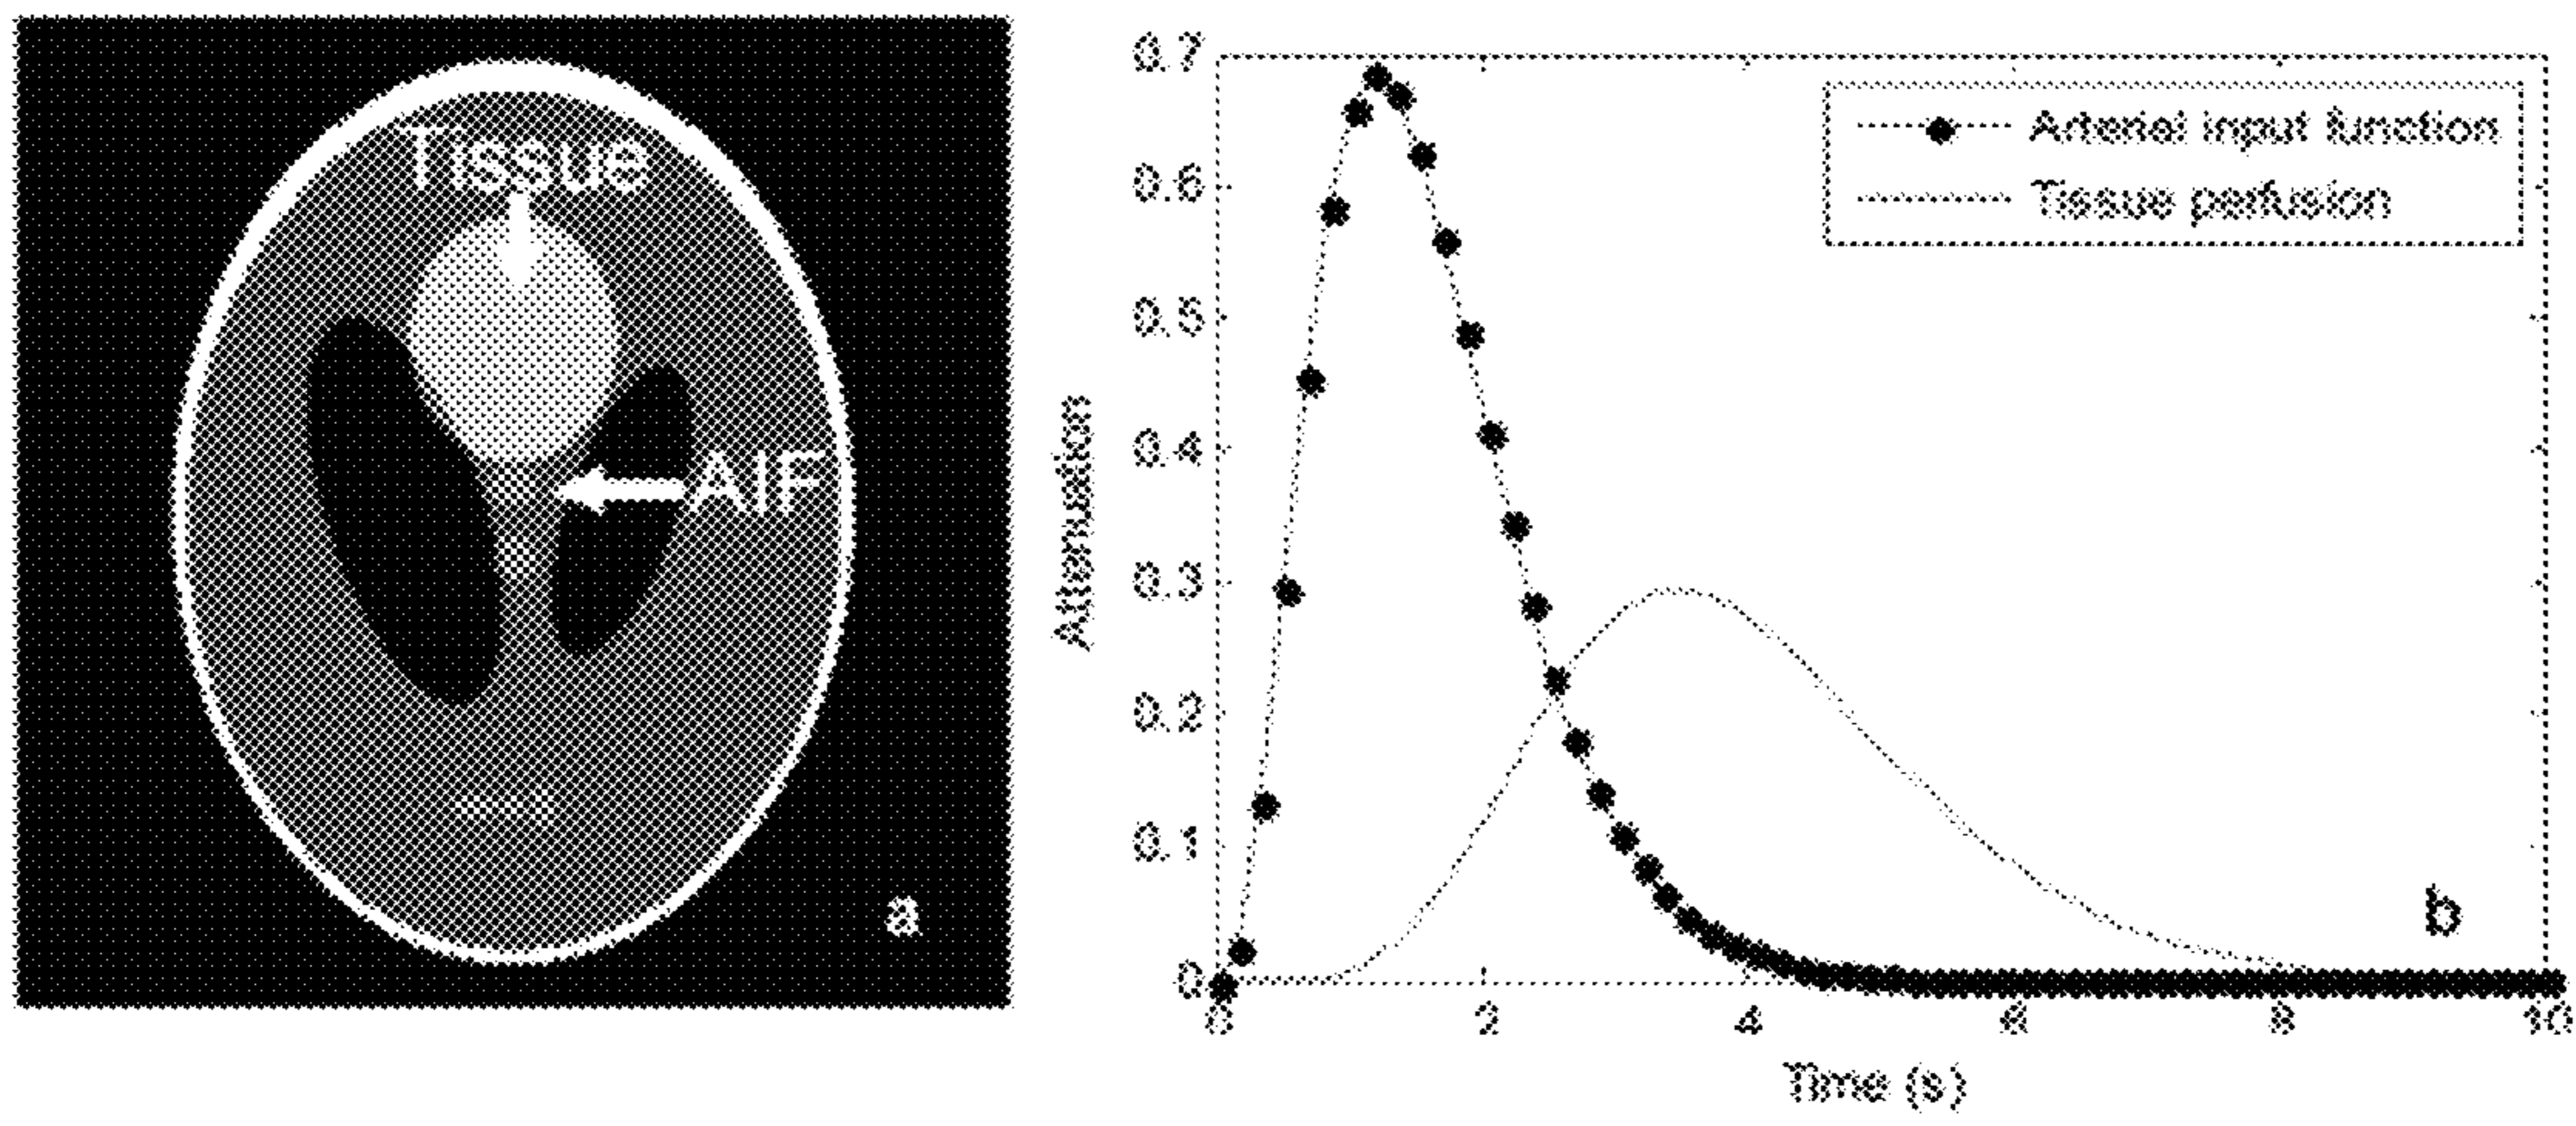 Tissue
AIF
a
0.7
0.6
0.5
0.4
0.3
0.2
0.1
0
Attenuation
Arterial input function
Tissue perfusion
b
0 2 4 6 8 10
Time (s)